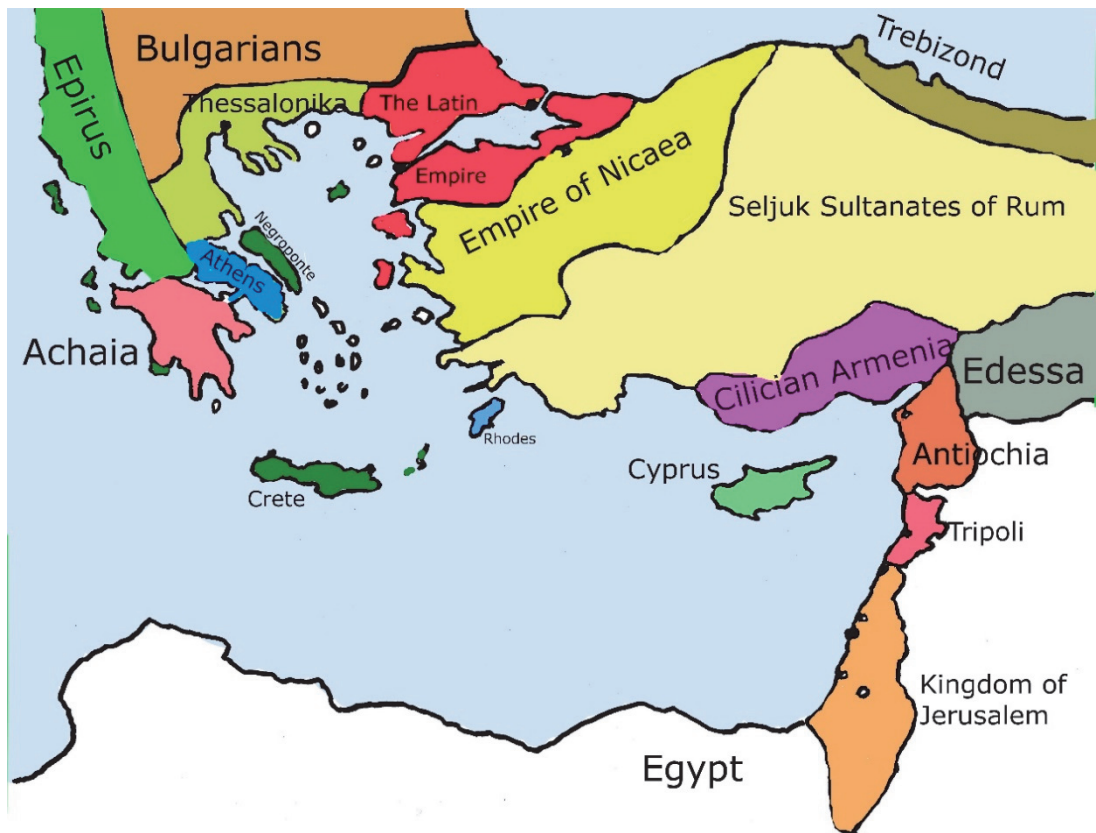 Bulgarians
Trebizond
Epirus
Thessalonika
The Latin
Empire
Empire of Nicaea
Seljuk Sultanates of Rum
Negroponte
Athens
Achaia
Cilician Armenia
Edessa
Rhodes
Antiochia
Cyprus
Crete
Tripoli
Kingdom of
Jerusalem
Egypt